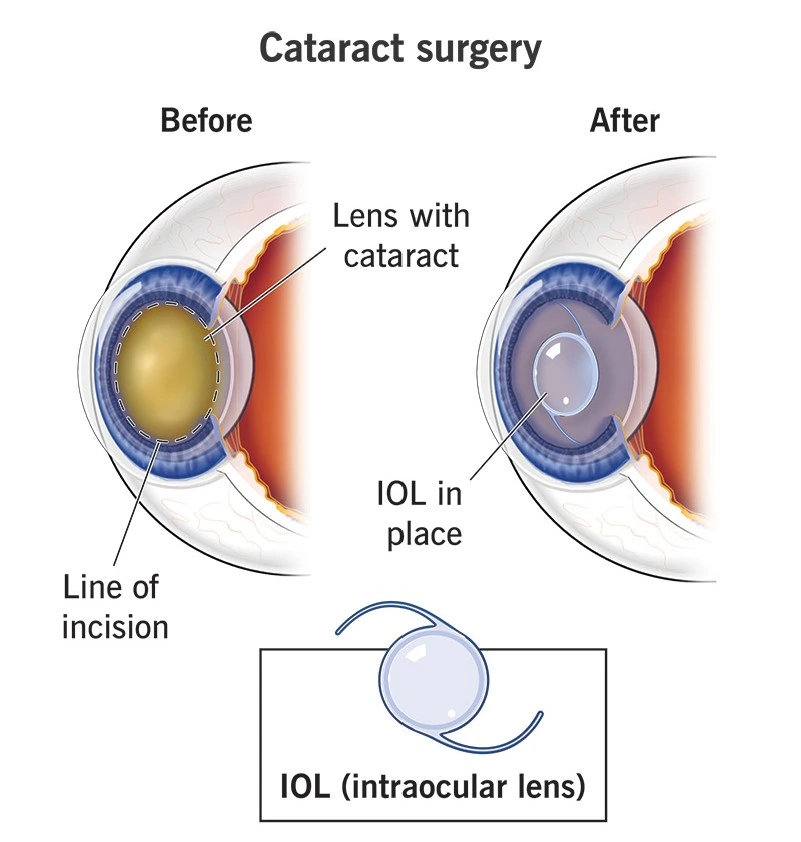 Cataract surgery
Before
After
Lens with
cataract
IOL in
place
Line of
incision
IOL (intraocular lens)